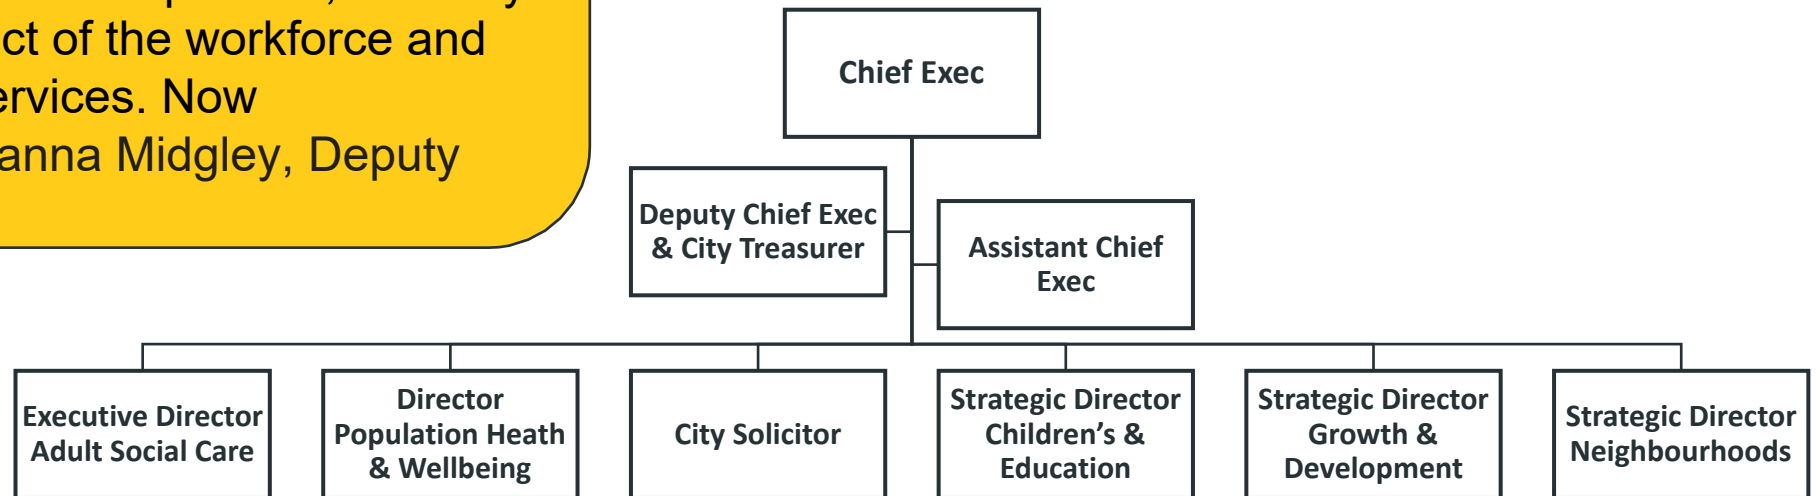 ct of the workforce and
ervices. Now
anna Midgley, Deputy
Chief Exec
Deputy Chief Exec
& City Treasurer
Assistant Chief
Exec
Executive Director
Adult Social Care
Director
Population Heath
& Wellbeing
City Solicitor
Strategic Director
Children's &
Education
Strategic Director
Growth &
Development
Strategic Director
Neighbourhoods